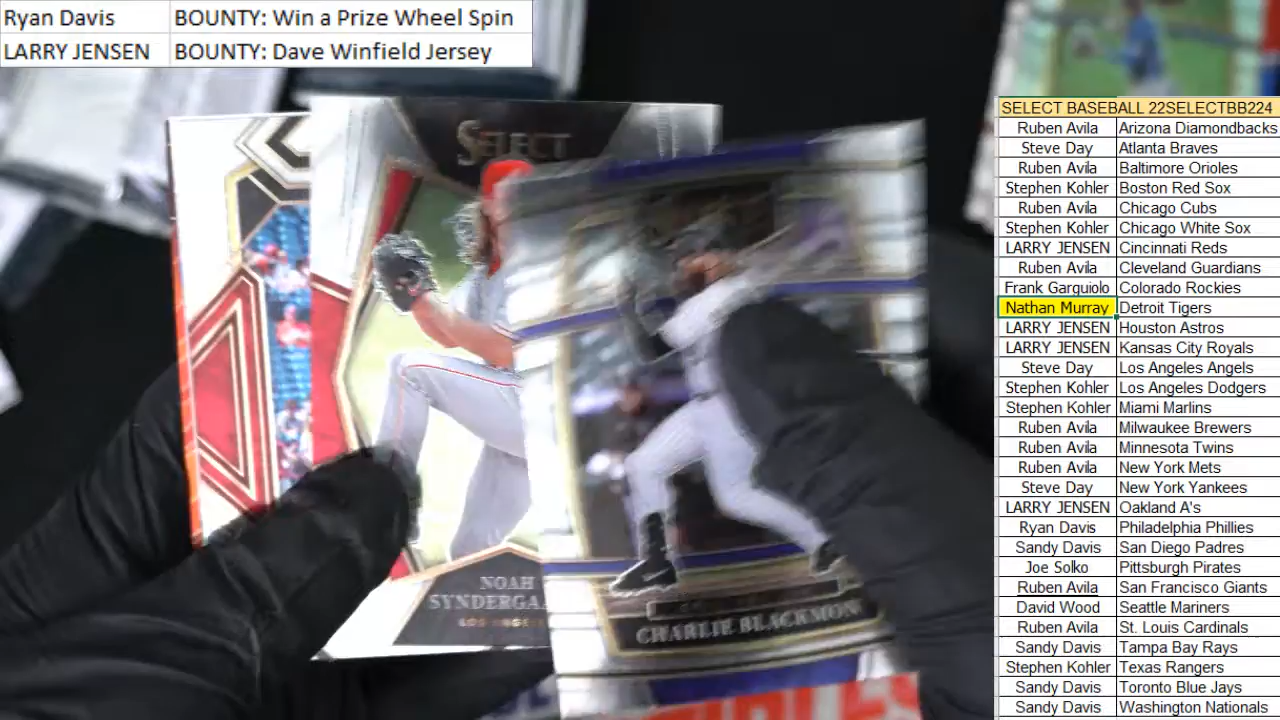 Ryan Davis BOUNTY: Win a Prize Wheel Spin
LARRY JENSEN BOUNTY: Dave Winfield Jersey
SELECT BASEBALL 22SELECTBB224
Ruben Avila Arizona Diamondbacks
Steve Day Atlanta Braves
Ruben Avila Baltimore Orioles
Stephen Kohler Boston Red Sox
Ruben Avila Chicago Cubs
Stephen Kohler Chicago White Sox
LARRY JENSEN Cincinnati Reds
Ruben Avila Cleveland Guardians
Frank Garguiolo Colorado Rockies
Nathan Murray Detroit Tigers
LARRY JENSEN Houston Astros
LARRY JENSEN Kansas City Royals
Steve Day Los Angeles Angels
Stephen Kohler Los Angeles Dodgers
Stephen Kohler Miami Marlins
Ruben Avila Milwaukee Brewers
Ruben Avila Minnesota Twins
Ruben Avila New York Mets
Steve Day New York Yankees
LARRY JENSEN Oakland A's
Ryan Davis Philadelphia Phillies
Sandy Davis San Diego Padres
Joe Solko Pittsburgh Pirates
Ruben Avila San Francisco Giants
David Wood Seattle Mariners
Ruben Avila St. Louis Cardinals
Sandy Davis Tampa Bay Rays
Stephen Kohler Texas Rangers
Sandy Davis Toronto Blue Jays
Sandy Davis Washington Nationals
SELECT
NOAH
SYNDERGA
LOS ANGELE
CHARLIE BLACKMON